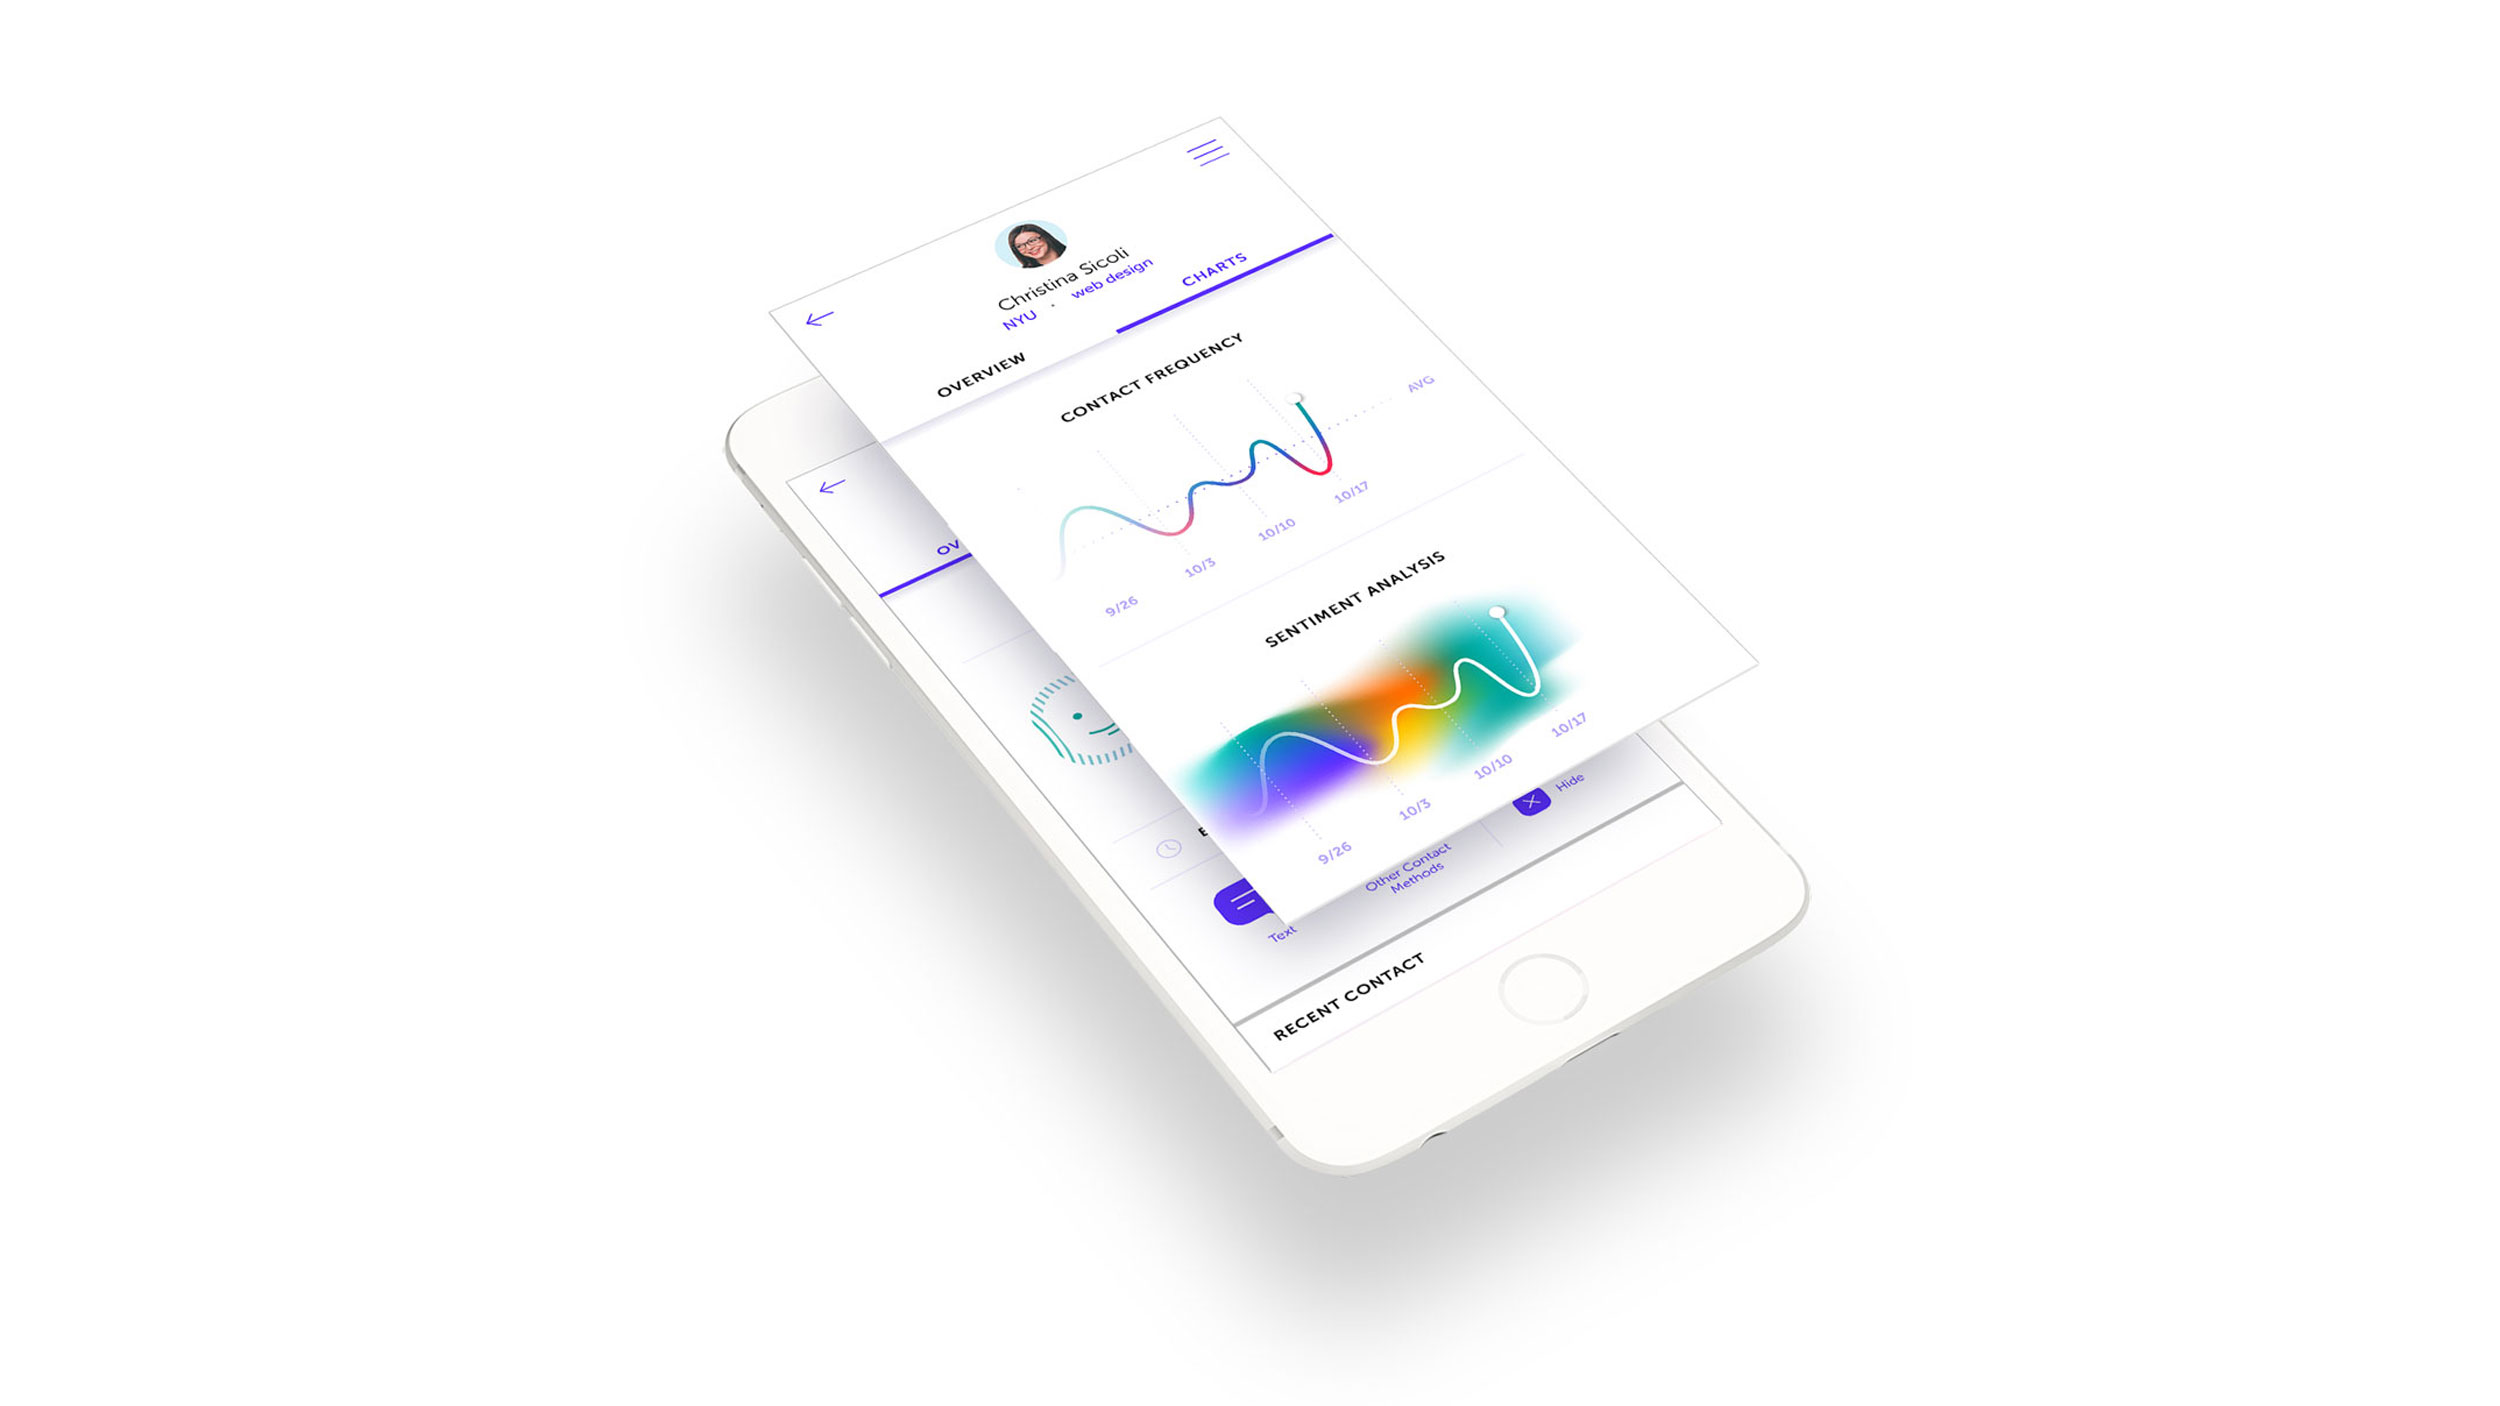 Christina Sicoli
NYU • web design
OVERVIEW
CHARTS
CONTACT FREQUENCY
AVG
9/26
10/3
10/10
10/17
SENTIMENT ANALYSIS
9/26
10/3
10/10
10/17
Text
Other Contact
Methods
Hide
RECENT CONTACT